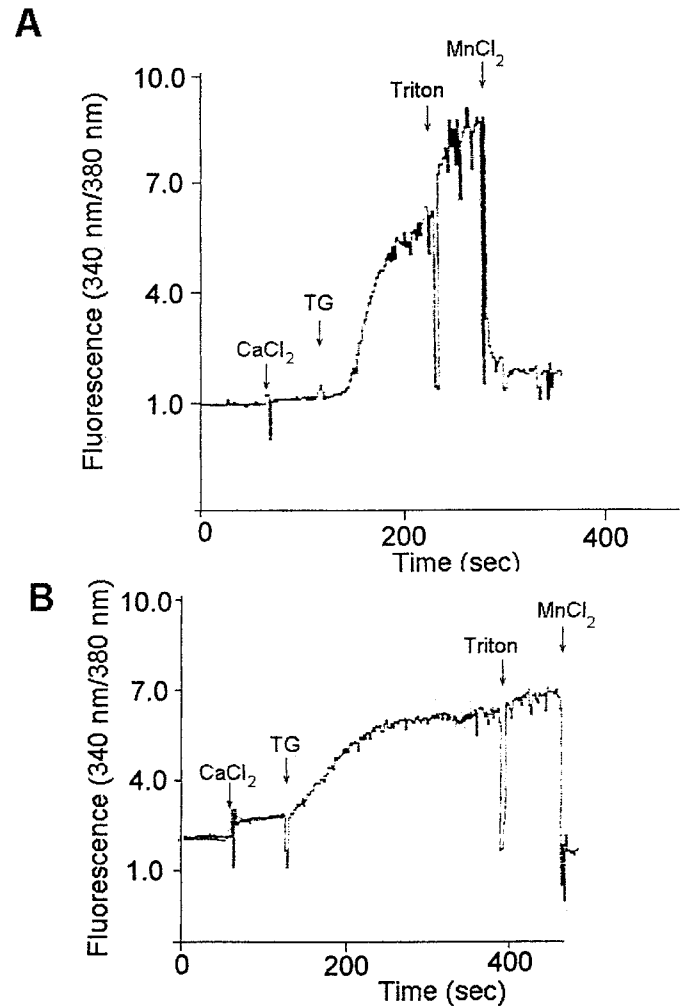 A
Fluorescence (340 nm/380 nm)
10.0
7.0
4.0
1.0
CaCl₂
TG
Triton
MnCl₂
0
200
400
Time (sec)
B
Fluorescence (340 nm/380 nm)
10.0
7.0
4.0
1.0
CaCl₂
TG
Triton
MnCl₂
0
200
400
Time (sec)